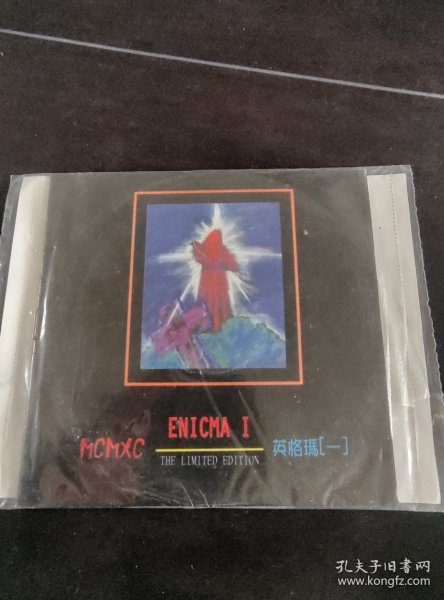 ENICMA I
MCMXC
THE LIMITED EDITION
英格瑪[一]
孔夫子旧书网
www.kongfz.com